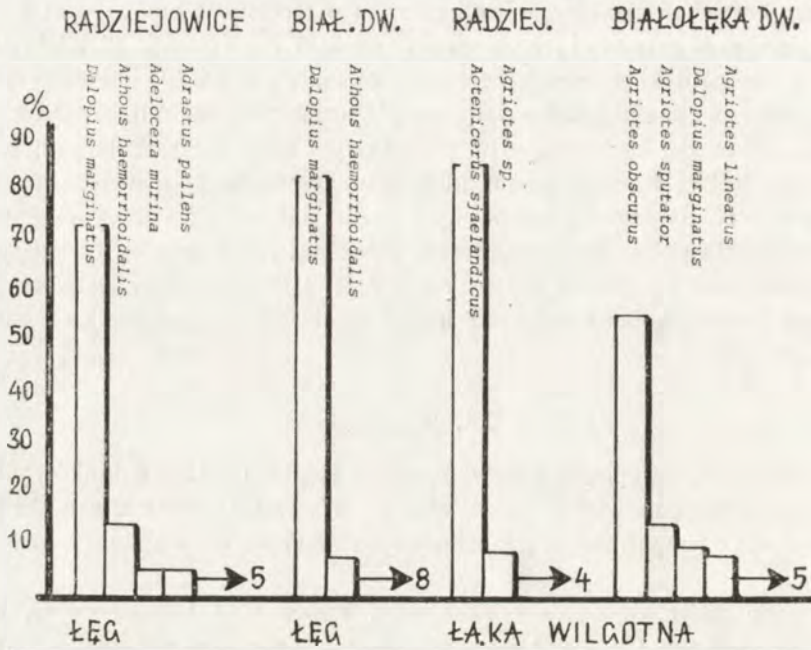 RADZIEJOWICE BIAŁ. DW. RADZIEJ. BIAŁOŁĘKA DW.
Dalopius marginatus
Athous haemorrhoidalis
Adelocera murina
Adrastus pallens
Dalopius marginatus
Athous haemorrhoidalis
Actenicerus sjaelandicus
Agriotes sp.
Agriotes obscurus
Agriotes sputator
Dalopius marginatus
Agriotes lineatus
%
90
80
70
60
50
40
30
20
10
5 8 4 5
ŁĘG ŁĘG ŁĄKA WILGOTNA